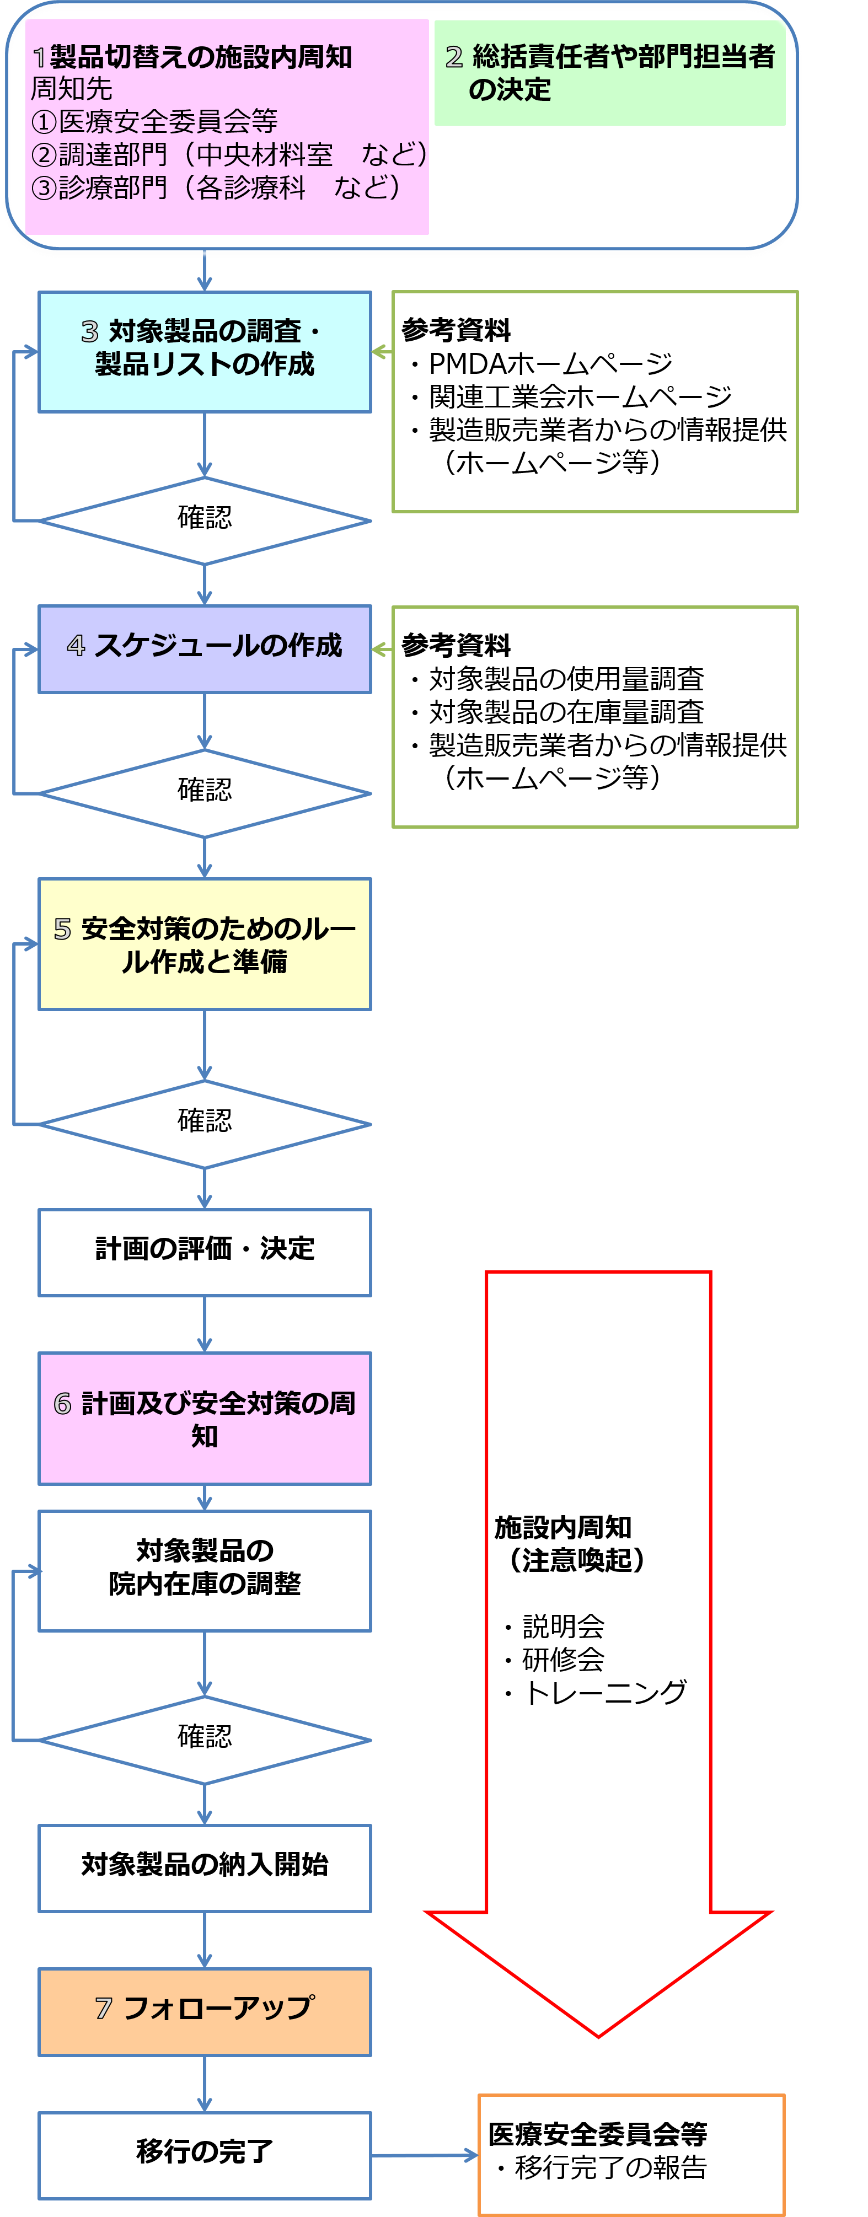 1製品切替えの施設内周知
周知先
①医療安全委員会等
②調達部門（中央材料室　など）
③診療部門（各診療科　など）
2 総括責任者や部門担当者
の決定
3 対象製品の調査・
製品リストの作成
参考資料
・PMDAホームページ
・関連工業会ホームページ
・製造販売業者からの情報提供
（ホームページ等）
確認
4 スケジュールの作成
参考資料
・対象製品の使用量調査
・対象製品の在庫量調査
・製造販売業者からの情報提供
（ホームページ等）
確認
5 安全対策のためのルー
ル作成と準備
確認
計画の評価・決定
6 計画及び安全対策の周
知
対象製品の
院内在庫の調整
確認
対象製品の納入開始
施設内周知
（注意喚起）
・説明会
・研修会
・トレーニング
7 フォローアップ
移行の完了
医療安全委員会等
・移行完了の報告